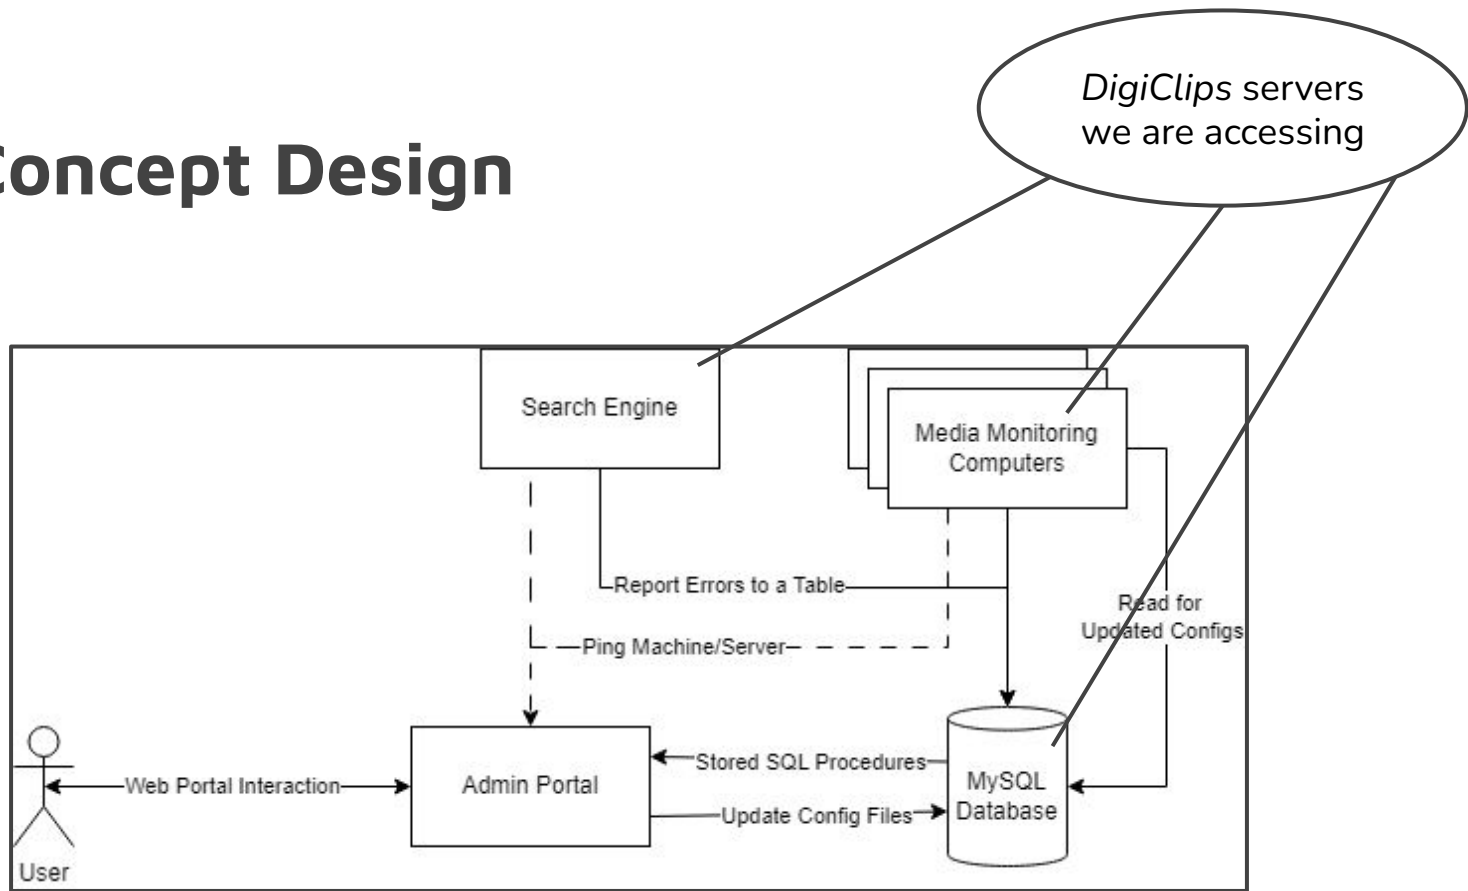 DigiClips servers
we are accessing
Concept Design
Search Engine
Media Monitoring
Computers
Report Errors to a Table
Read for
Updated Configs
Ping Machine/Server
Stored SQL Procedures
Web Portal Interaction
Admin Portal
MySQL
Database
Update Config Files
User